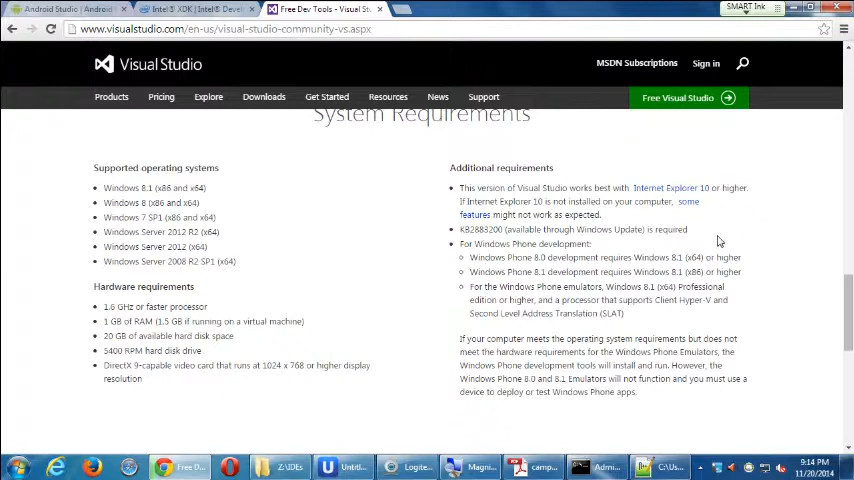 Android Studio | Android
Intel® XDK | Intel® Devel
Free Dev Tools - Visual St
SMART Ink
www.visualstudio.com/en-us/visual-studio-community-vs.aspx
Visual Studio
MSDN Subscriptions
Sign in
Products
Pricing
Explore
Downloads
Get Started
Resources
News
Support
Free Visual Studio
System Requirements
Supported operating systems
Windows 8.1 (x86 and x64)
Windows 8 (x86 and x64)
Windows 7 SP1 (x86 and x64)
Windows Server 2012 R2 (x64)
Windows Server 2012 (x64)
Windows Server 2008 R2 SP1 (x64)
Hardware requirements
1.6 GHz or faster processor
1 GB of RAM (1.5 GB if running on a virtual machine)
20 GB of available hard disk space
5400 RPM hard disk drive
DirectX 9-capable video card that runs at 1024 x 768 or higher display
resolution
Additional requirements
This version of Visual Studio works best with Internet Explorer 10 or higher.
If Internet Explorer 10 is not installed on your computer, some
features might not work as expected.
KB2883200 (available through Windows Update) is required
For Windows Phone development:
Windows Phone 8.0 development requires Windows 8.1 (x64) or higher
Windows Phone 8.1 development requires Windows 8.1 (x86) or higher
For the Windows Phone emulators, Windows 8.1 (x64) Professional
edition or higher, and a processor that supports Client Hyper-V and
Second Level Address Translation (SLAT)
If your computer meets the operating system requirements but does not
meet the hardware requirements for the Windows Phone Emulators, the
Windows Phone development tools will install and run. However, the
Windows Phone 8.0 and 8.1 Emulators will not function and you must use a
device to deploy or test Windows Phone apps.
Free D...
Z:\IDEs
Untitl...
Logite...
Magni...
camp...
Admi...
C:\Us...
9:14 PM
11/20/2014